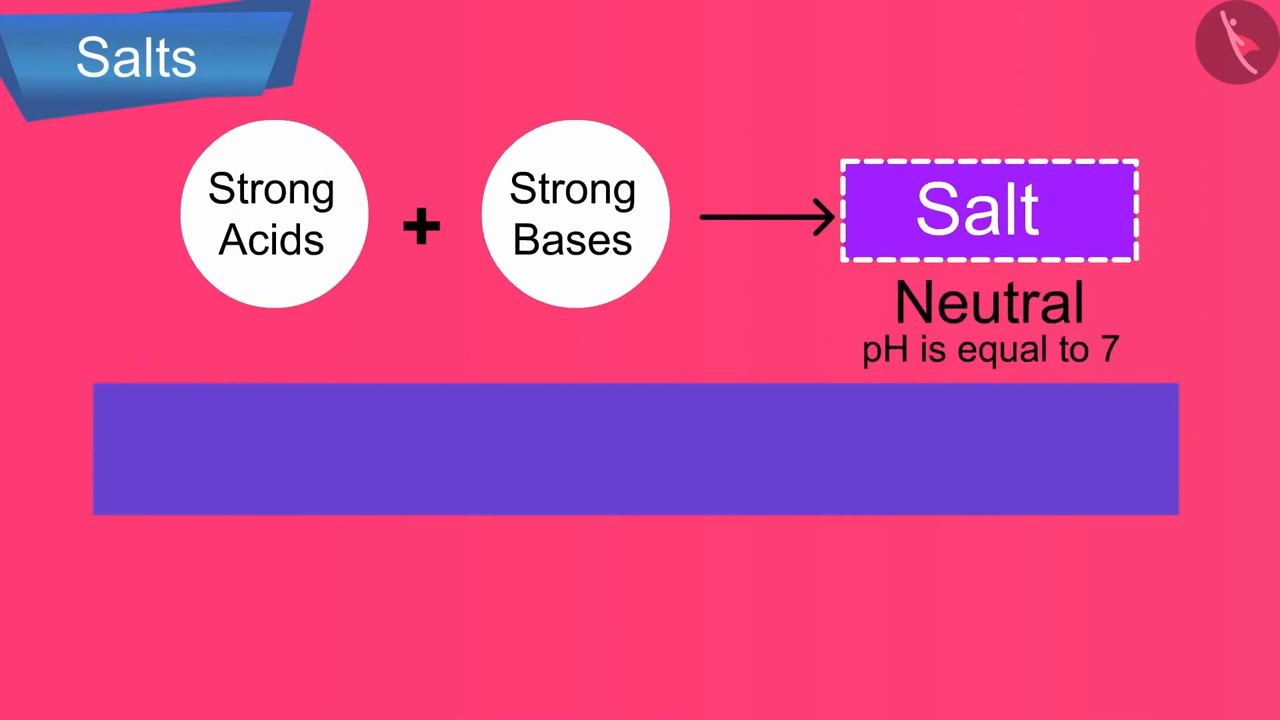 Salts
Strong
Acids
+
Strong
Bases
Salt
Neutral
pH is equal to 7